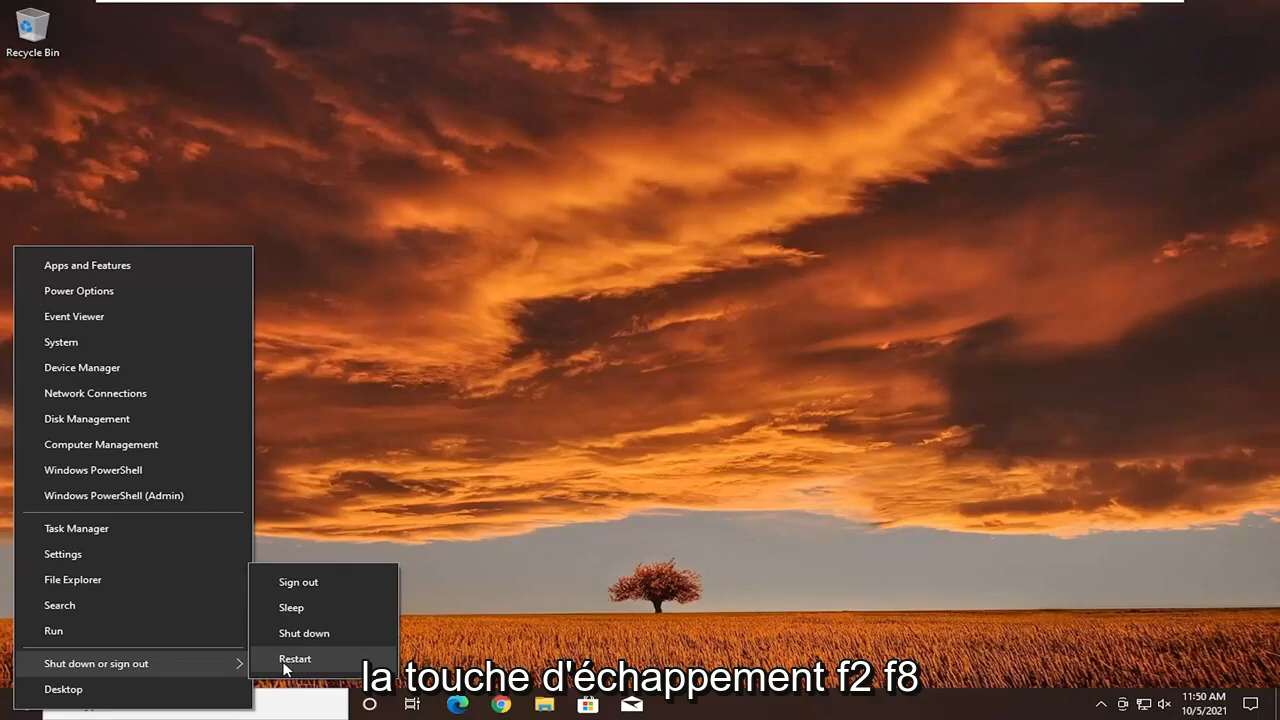 Recycle Bin
Apps and Features
Power Options
Event Viewer
System
Device Manager
Network Connections
Disk Management
Computer Management
Windows PowerShell
Windows PowerShell (Admin)
Task Manager
Settings
File Explorer
Search
Run
Shut down or sign out
Desktop
Sign out
Sleep
Shut down
Restart
la touche d'échappement f2 f8
11:50 AM
10/5/2021